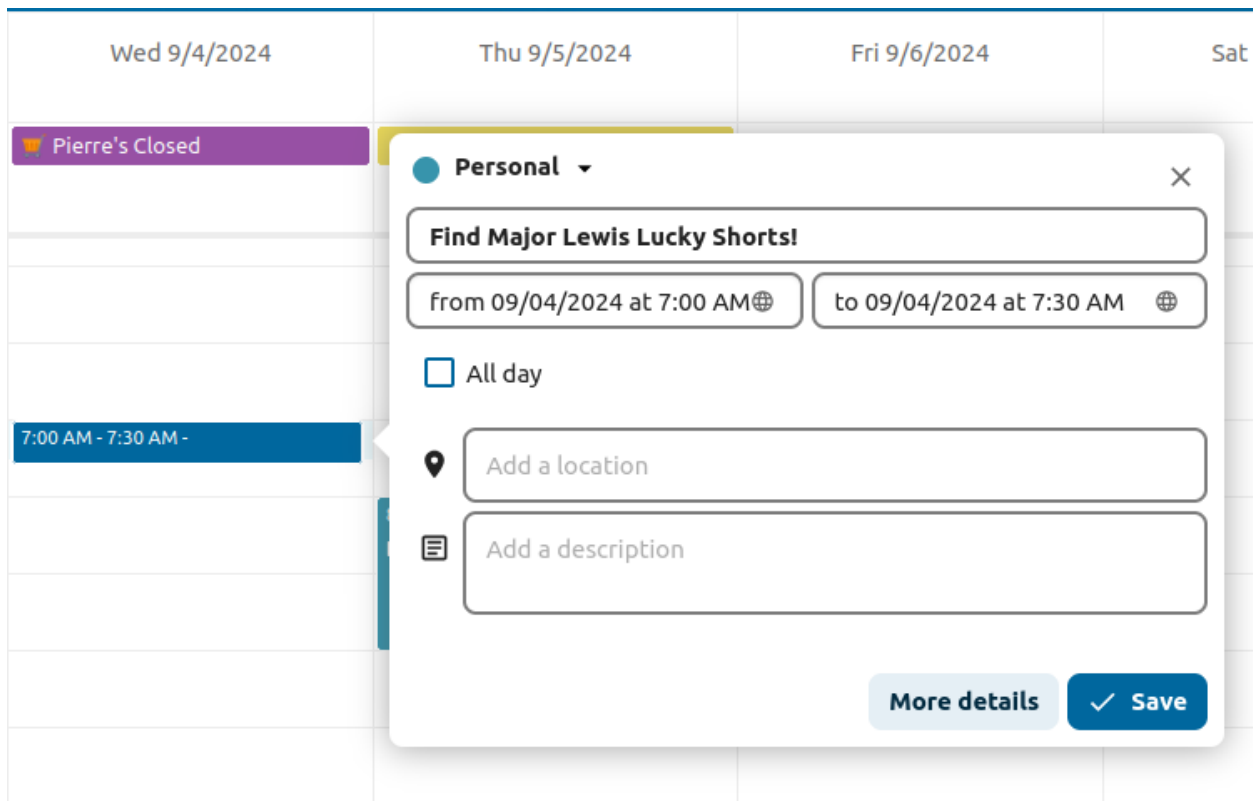 Wed 9/4/2024
Thu 9/5/2024
Fri 9/6/2024
Sat
Pierre's Closed
Personal
Find Major Lewis Lucky Shorts!
from 09/04/2024 at 7:00 AM
to 09/04/2024 at 7:30 AM
All day
7:00 AM - 7:30 AM -
Add a location
Add a description
More details
Save